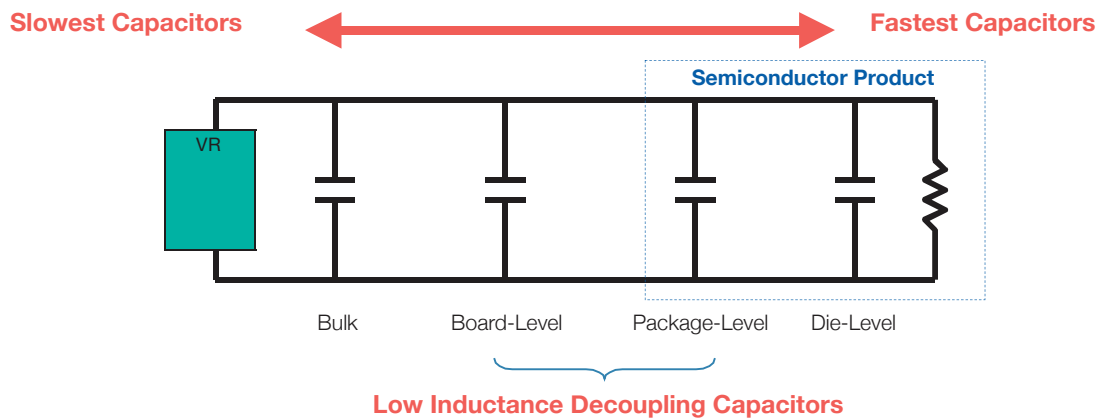 Slowest Capacitors
Fastest Capacitors
Semiconductor Product
VR
Bulk
Board-Level
Package-Level
Die-Level
Low Inductance Decoupling Capacitors